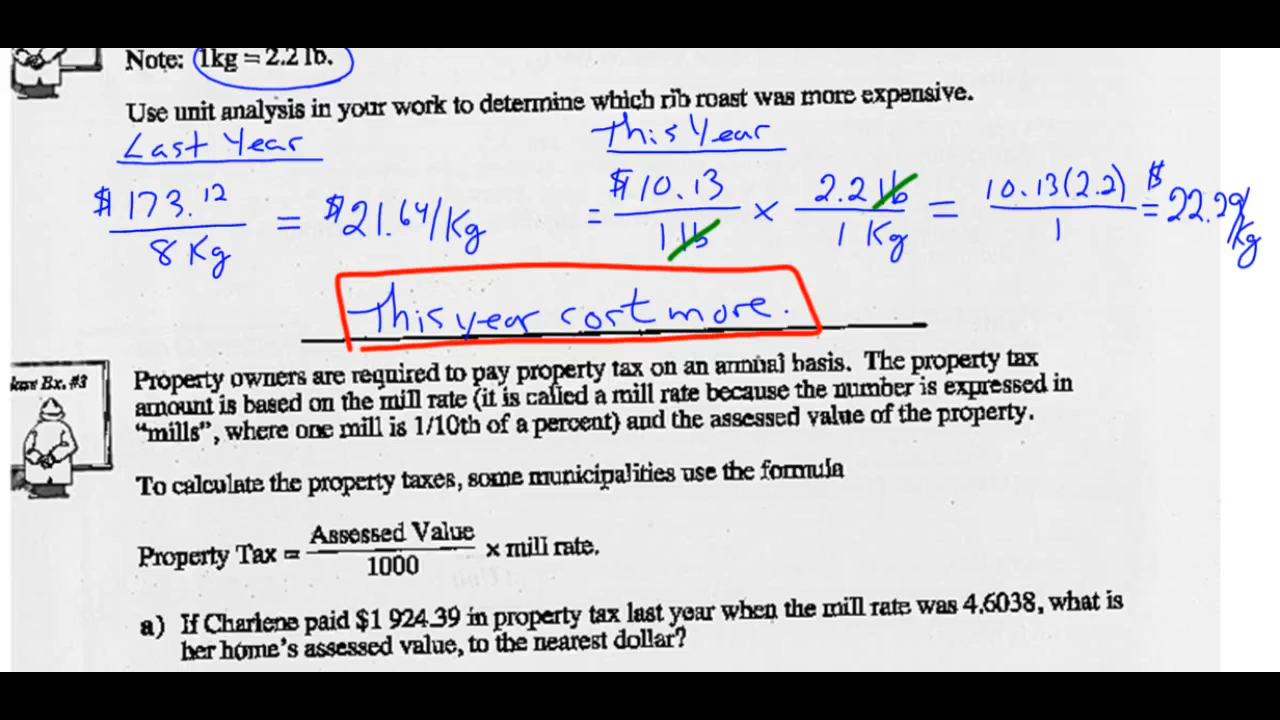 Note: 1kg = 2.2 lb.
Use unit analysis in your work to determine which rib roast was more expensive.
Last Year
This Year
$173.12 / 8 Kg = $21.64/Kg
= $10.13 / 1 lb × 2.2 lb / 1 Kg = 10.13(2.2) / 1 = $22.29/Kg
This year cost more.
Ex. #3
Property owners are required to pay property tax on an annual basis. The property tax
amount is based on the mill rate (it is called a mill rate because the number is expressed in
"mills", where one mill is 1/10th of a percent) and the assessed value of the property.
To calculate the property taxes, some municipalities use the formula
Property Tax = Assessed Value / 1000 × mill rate.
a) If Charlene paid $1 924.39 in property tax last year when the mill rate was 4.6038, what is
her home's assessed value, to the nearest dollar?